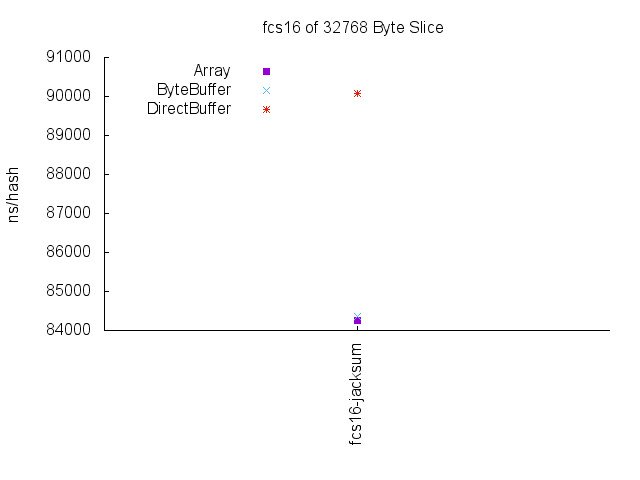 fcs16 of 32768 Byte Slice
91000
90000
89000
88000
87000
86000
85000
84000
ns/hash
Array
ByteBuffer
DirectBuffer
fcs16-jacksum